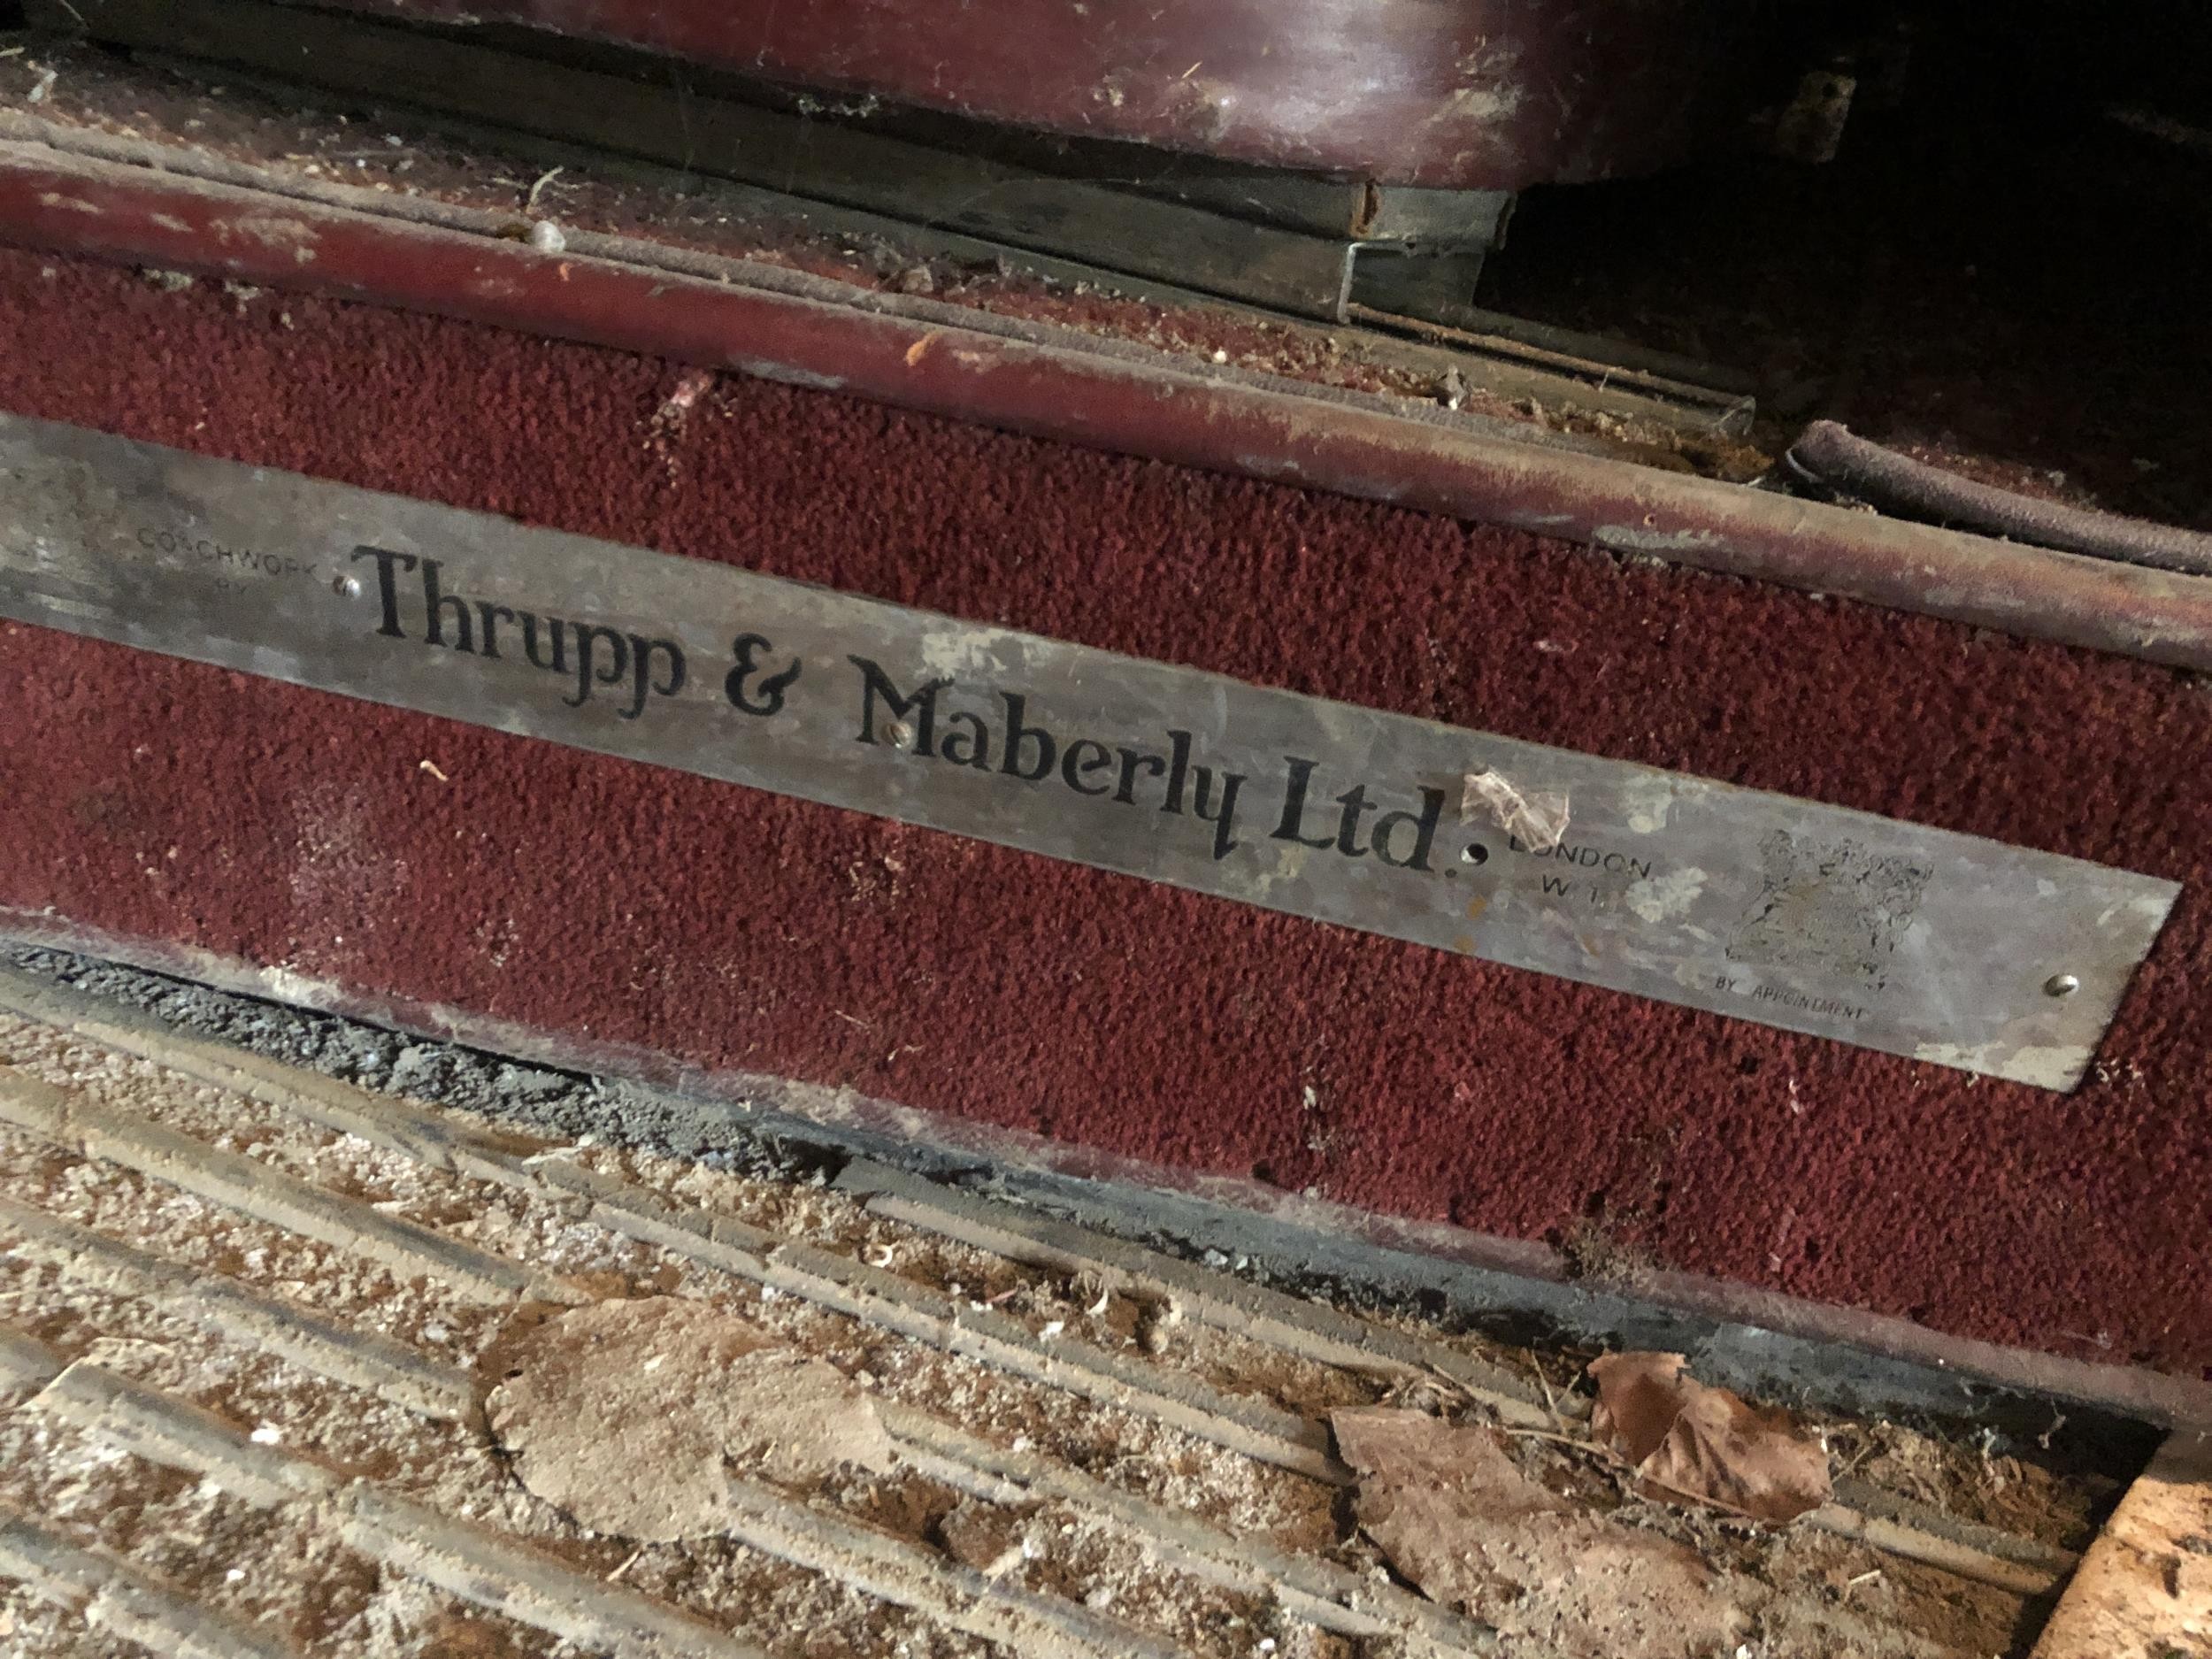 COACHWORK
BY
Thrupp & Maberly Ltd.
LONDON.
W.1.
BY APPOINTMENT